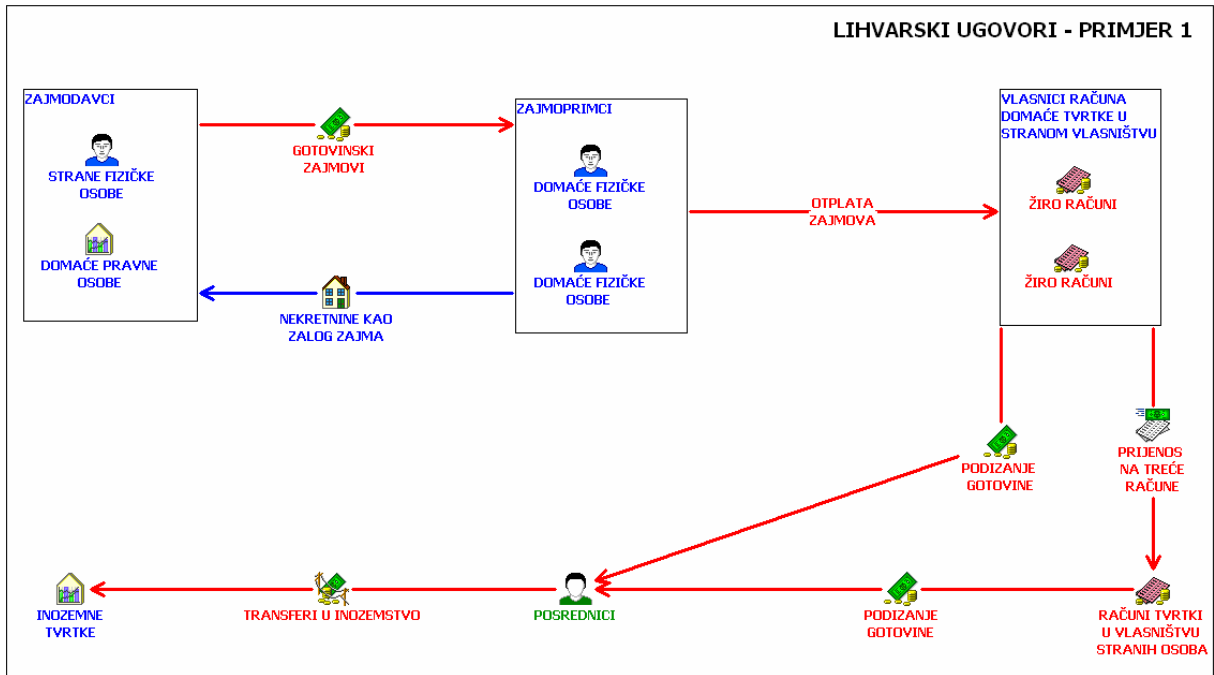 LIHVARSKI UGOVORI - PRIMJER 1
ZAJMODAVCI
STRANE FIZIČKE
OSOBE
DOMAĆE PRAVNE
OSOBE
GOTOVINSKI
ZAJMOVI
NEKRETNINE KAO
ZALOG ZAJMA
ZAJMOPRIMCI
DOMAĆE FIZIČKE
OSOBE
DOMAĆE FIZIČKE
OSOBE
OTPLATA
ZAJMOVA
VLASNICI RAČUNA
DOMAĆE TVRTKE U
STRANOM VLASNIŠTVU
ŽIRO RAČUNI
ŽIRO RAČUNI
PODIZANJE
GOTOVINE
PRIJENOS
NA TREĆE
RAČUNE
INOZEMNE
TVRTKE
TRANSFERI U INOZEMSTVO
POSREDNICI
PODIZANJE
GOTOVINE
RAČUNI TVRTKI
U VLASNIŠTVU
STRANIH OSOBA